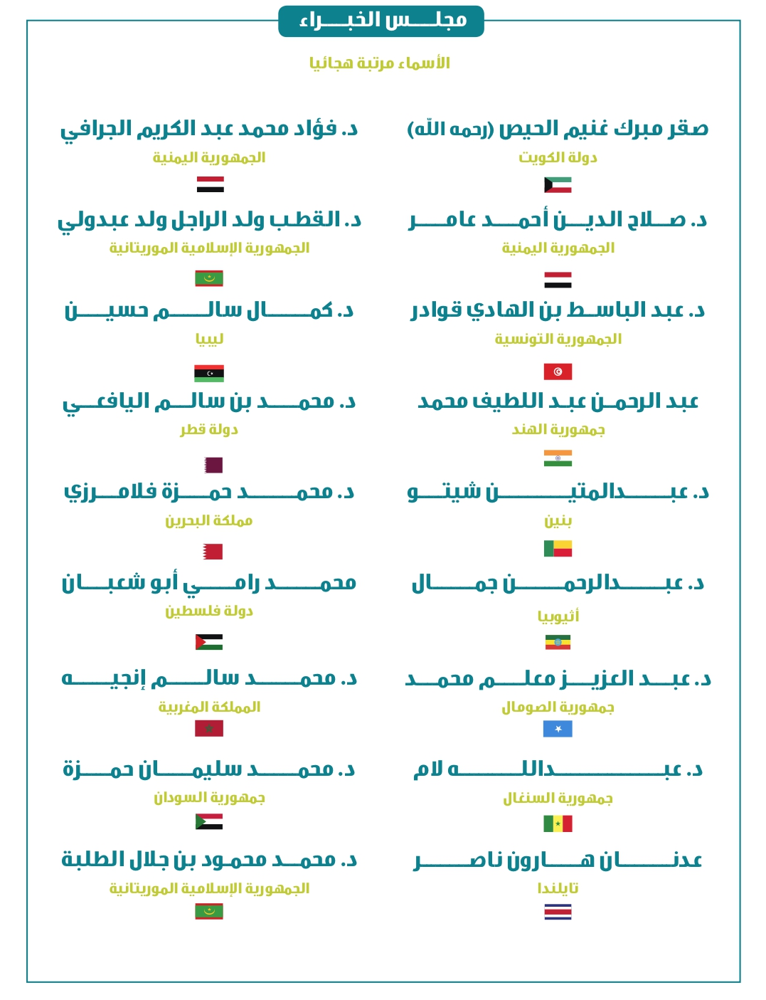 مجلس الخبراء
الأسماء مرتبة هجائيا
صقر مبرك غنيم الحيص (رحمه الله)
دولة الكويت
د. صلاح الدين أحمد عامر
الجمهورية اليمنية
د. عبد الباسط بن الهادي قوادر
الجمهورية التونسية
عبد الرحمن عبد اللطيف محمد
جمهورية الهند
د. عبدالمتين شيتو
بنين
د. عبدالرحمن جمال
أثيوبيا
د. عبد العزيز معلم محمد
جمهورية الصومال
د. عبدالله لام
جمهورية السنغال
عدنان هارون ناصر
تايلندا
د. فؤاد محمد عبد الكريم الجرافي
الجمهورية اليمنية
د. القطب ولد الراجل ولد عبدولي
الجمهورية الإسلامية الموريتانية
د. كمال سالم حسين
ليبيا
د. محمد بن سالم اليافعي
دولة قطر
د. محمد حمزة فلامرزي
مملكة البحرين
محمد رامي أبو شعبان
دولة فلسطين
د. محمد سالم إنجيه
المملكة المغربية
د. محمد سليمان حمزة
جمهورية السودان
د. محمد محمود بن جلال الطلبة
الجمهورية الإسلامية الموريتانية